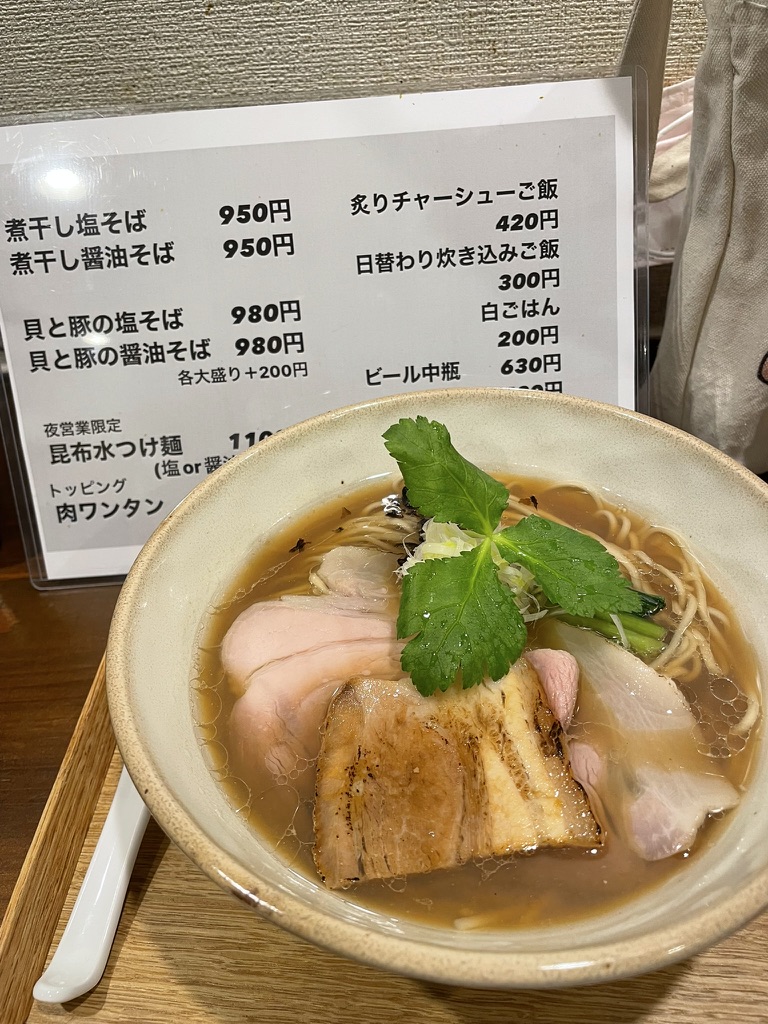 煮干し塩そば 950円
煮干し醤油そば 950円
貝と豚の塩そば 980円
貝と豚の醤油そば 980円
各大盛り+200円
夜営業限定
昆布水つけ麺
(塩or醤
トッピング
肉ワンタン
炙りチャーシューご飯
420円
日替わり炊き込みご飯
300円
白ごはん
200円
ビール中瓶 630円